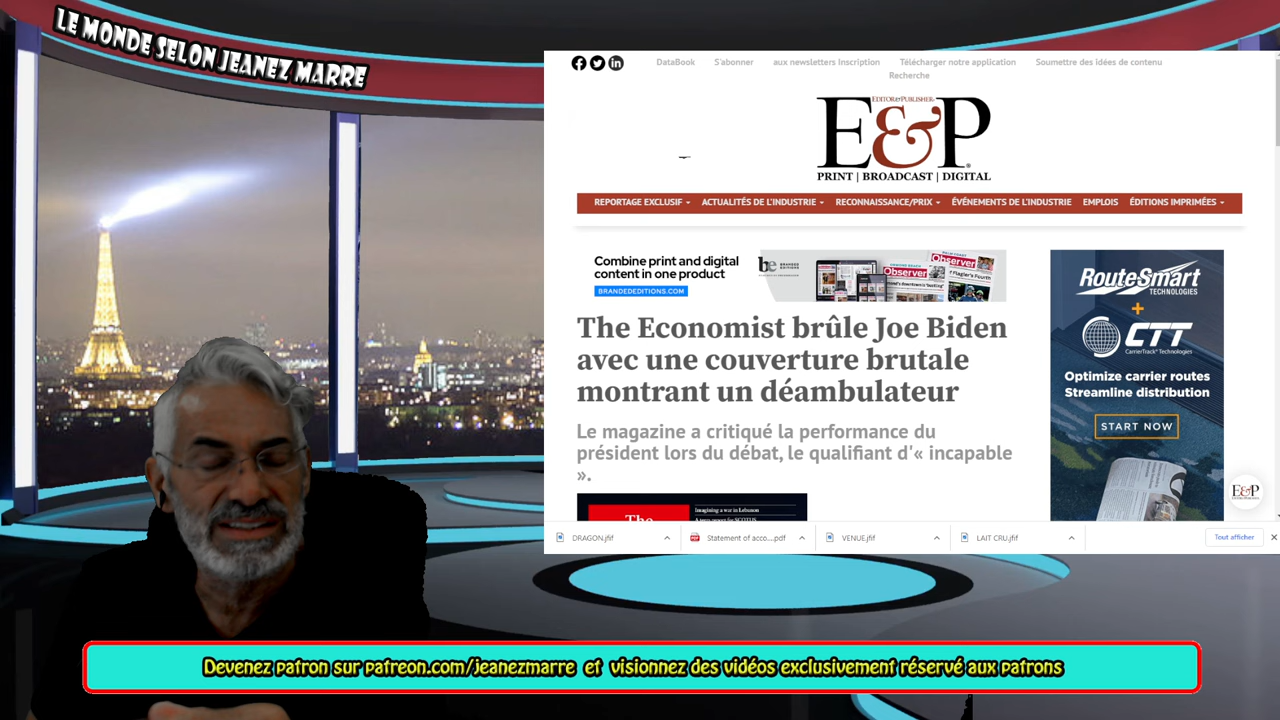 LE MONDE SELON JEANEZ MARRE
DataBook S'abonner aux newsletters Inscription Télécharger notre application Soumettre des idées de contenu
Recherche
EDITOR & PUBLISHER
E&P
PRINT | BROADCAST | DIGITAL
REPORTAGE EXCLUSIF ACTUALITÉS DE L'INDUSTRIE RECONNAISSANCE/PRIX ÉVÉNEMENTS DE L'INDUSTRIE EMPLOIS ÉDITIONS IMPRIMÉES
Combine print and digital
content in one product
BRANDEDEDITIONS.COM
be BRANDED EDITIONS
Observer
Observer
The Economist brûle Joe Biden
avec une couverture brutale
montrant un déambulateur
Le magazine a critiqué la performance du
président lors du débat, le qualifiant d'« incapable
».
Imagining a war in Lebanon
The
RouteSmart
TECHNOLOGIES
+
CTT
CarrierTrack Technologies
Optimize carrier routes
Streamline distribution
START NOW
E&P
DRAGON.jfif Statement of acco....pdf VENUE.jfif LAIT CRU.jfif Tout afficher
Devenez patron sur patreon.com/jeanezmarre et visionnez des vidéos exclusivement réservé aux patrons